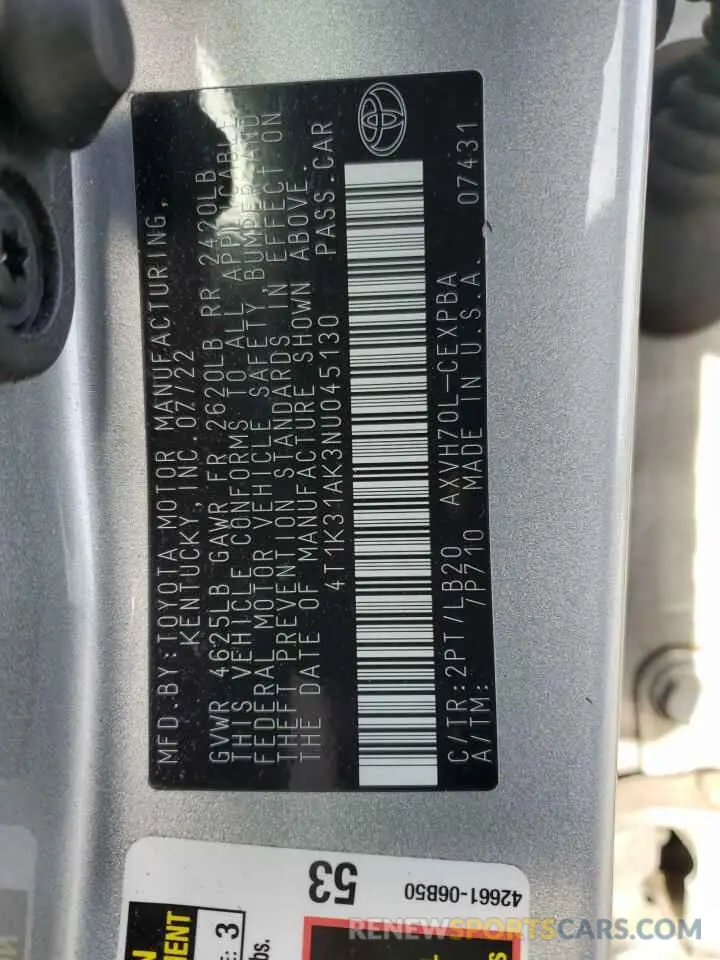 MFD.BY:TOYOTA MOTOR MANUFACTURING,
KENTUCKY, INC. 07/22
GVWR 4625LB GAWR FR 2620LB RR 2420LB
THIS VEHICLE CONFORMS TO ALL APPLICABLE
FEDERAL MOTOR VEHICLE SAFETY, BUMPER AND
THEFT PREVENTION STANDARDS IN EFFECT ON
THE DATE OF MANUFACTURE SHOWN ABOVE.
4T1K31AK3NU045130 PASS.CAR
C/TR:2PT/LB20 AXVH70L-CEXPBA 07431
A/TM: 7P710 MADE IN U.S.A.
53
42661-06B50
3
RENEWSPORTSCARS.COM